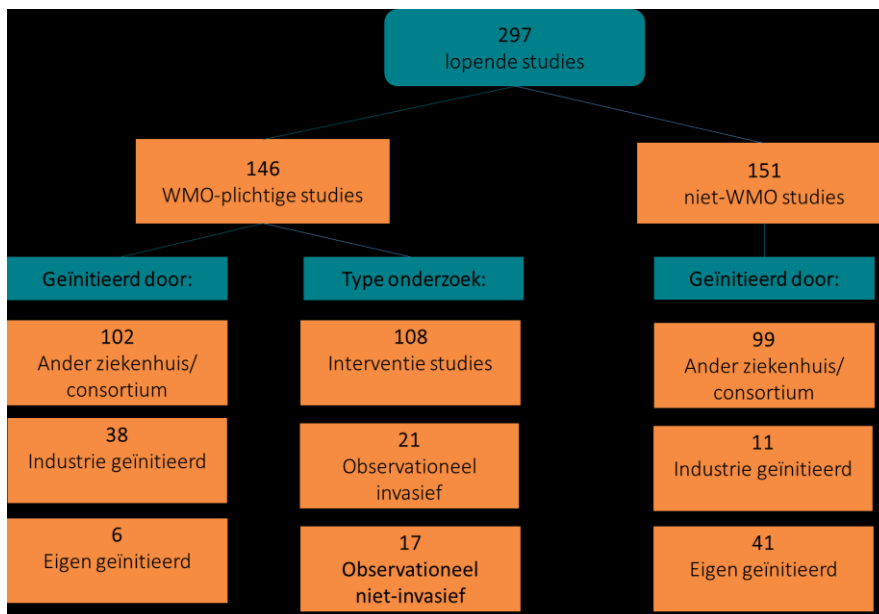 297
lopende studies
146
WMO-plichtige studies
151
niet-WMO studies
Geïnitieerd door:
Type onderzoek:
Geïnitieerd door:
102
Ander ziekenhuis/
consortium
108
Interventie studies
99
Ander ziekenhuis/
consortium
38
Industrie geïnitieerd
21
Observationeel
invasief
11
Industrie geïnitieerd
6
Eigen geïnitieerd
17
Observationeel
niet-invasief
41
Eigen geïnitieerd